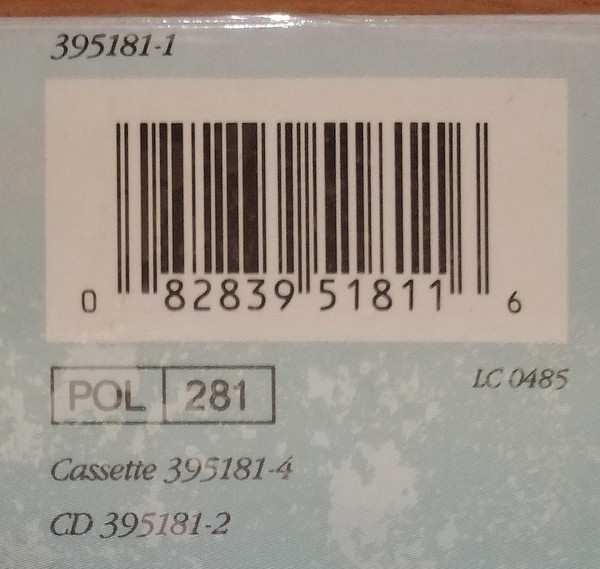 395181-1
0 82839 51811 6
LC 0485
POL 281
Cassette 395181-4
CD 395181-2